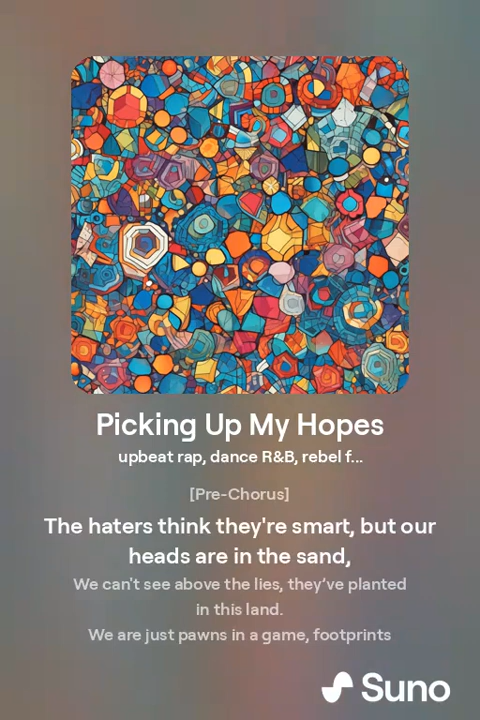 Picking Up My Hopes
upbeat rap, dance R&B, rebel f...
[Pre-Chorus]
The haters think they're smart, but our
heads are in the sand,
We can't see above the lies, they’ve planted
in this land.
We are just pawns in a game, footprints
Suno